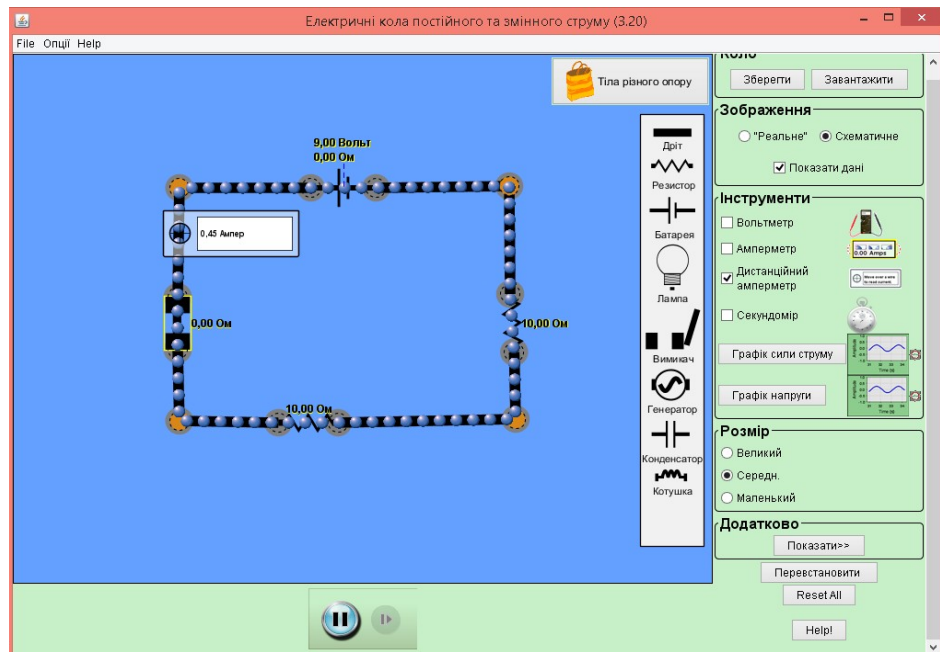 Електричні кола постійного та змінного струму (3.20)
File Опції Help
Тіла різного опору
9,00 Вольт
0,00 Ом
0,45 Ампер
0,00 Ом
10,00 Ом
10,00 Ом
Дріт
Резистор
Батарея
Лампа
Вимикач
Генератор
Конденсатор
Котушка
Коло
Зберегти Завантажити
Зображення
"Реальне" Схематичне
Показати дані
Інструменти
Вольтметр
Амперметр
0.00 Amps
Дистанційний
амперметр
Секундомір
Графік сили струму
Графік напруги
Розмір
Великий
Середн.
Маленький
Додатково
Показати>>
Перевстановити
Reset All
Help!